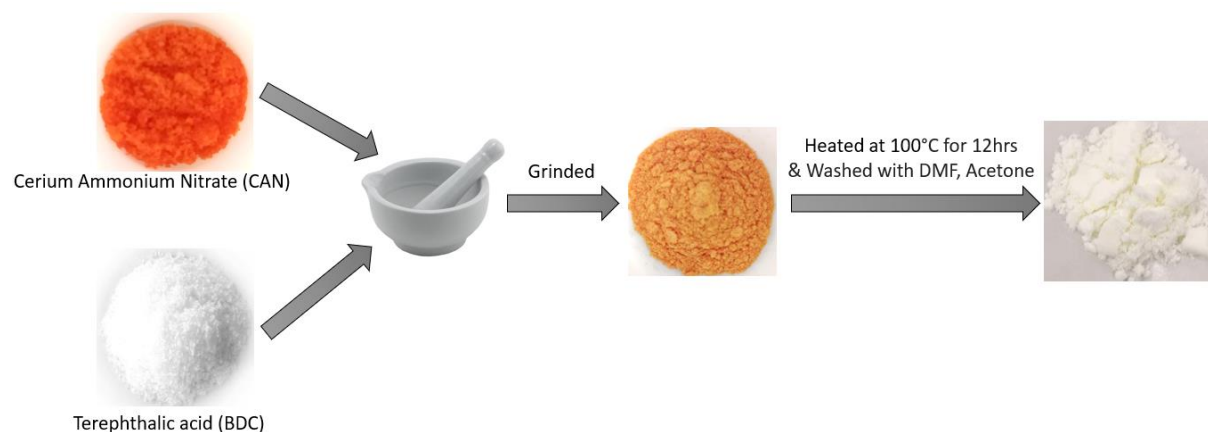 Cerium Ammonium Nitrate (CAN)
Terephthalic acid (BDC)
Grinded
Heated at 100°C for 12hrs
& Washed with DMF, Acetone